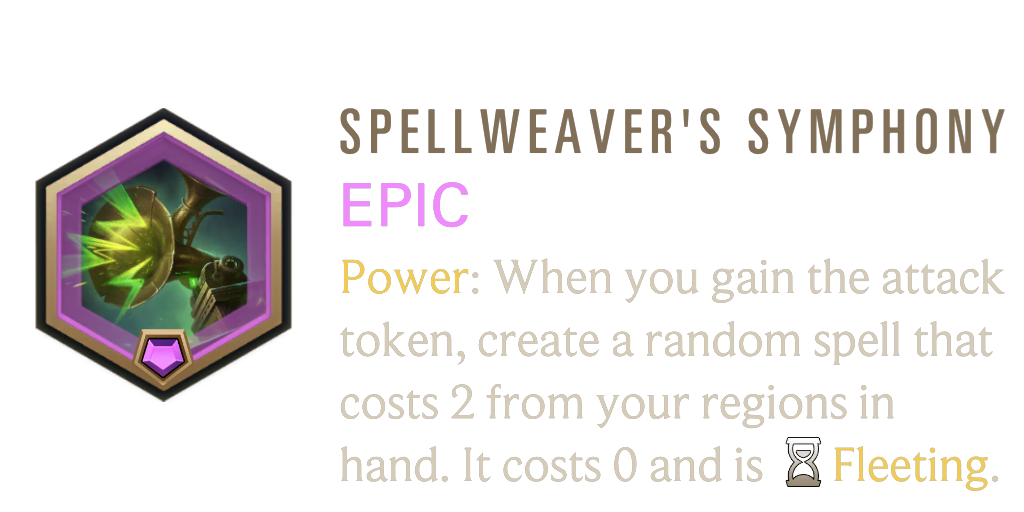 SPELLWEAVER'S SYMPHONY
EPIC
Power: When you gain the attack
token, create a random spell that
costs 2 from your regions in
hand. It costs 0 and is Fleeting.